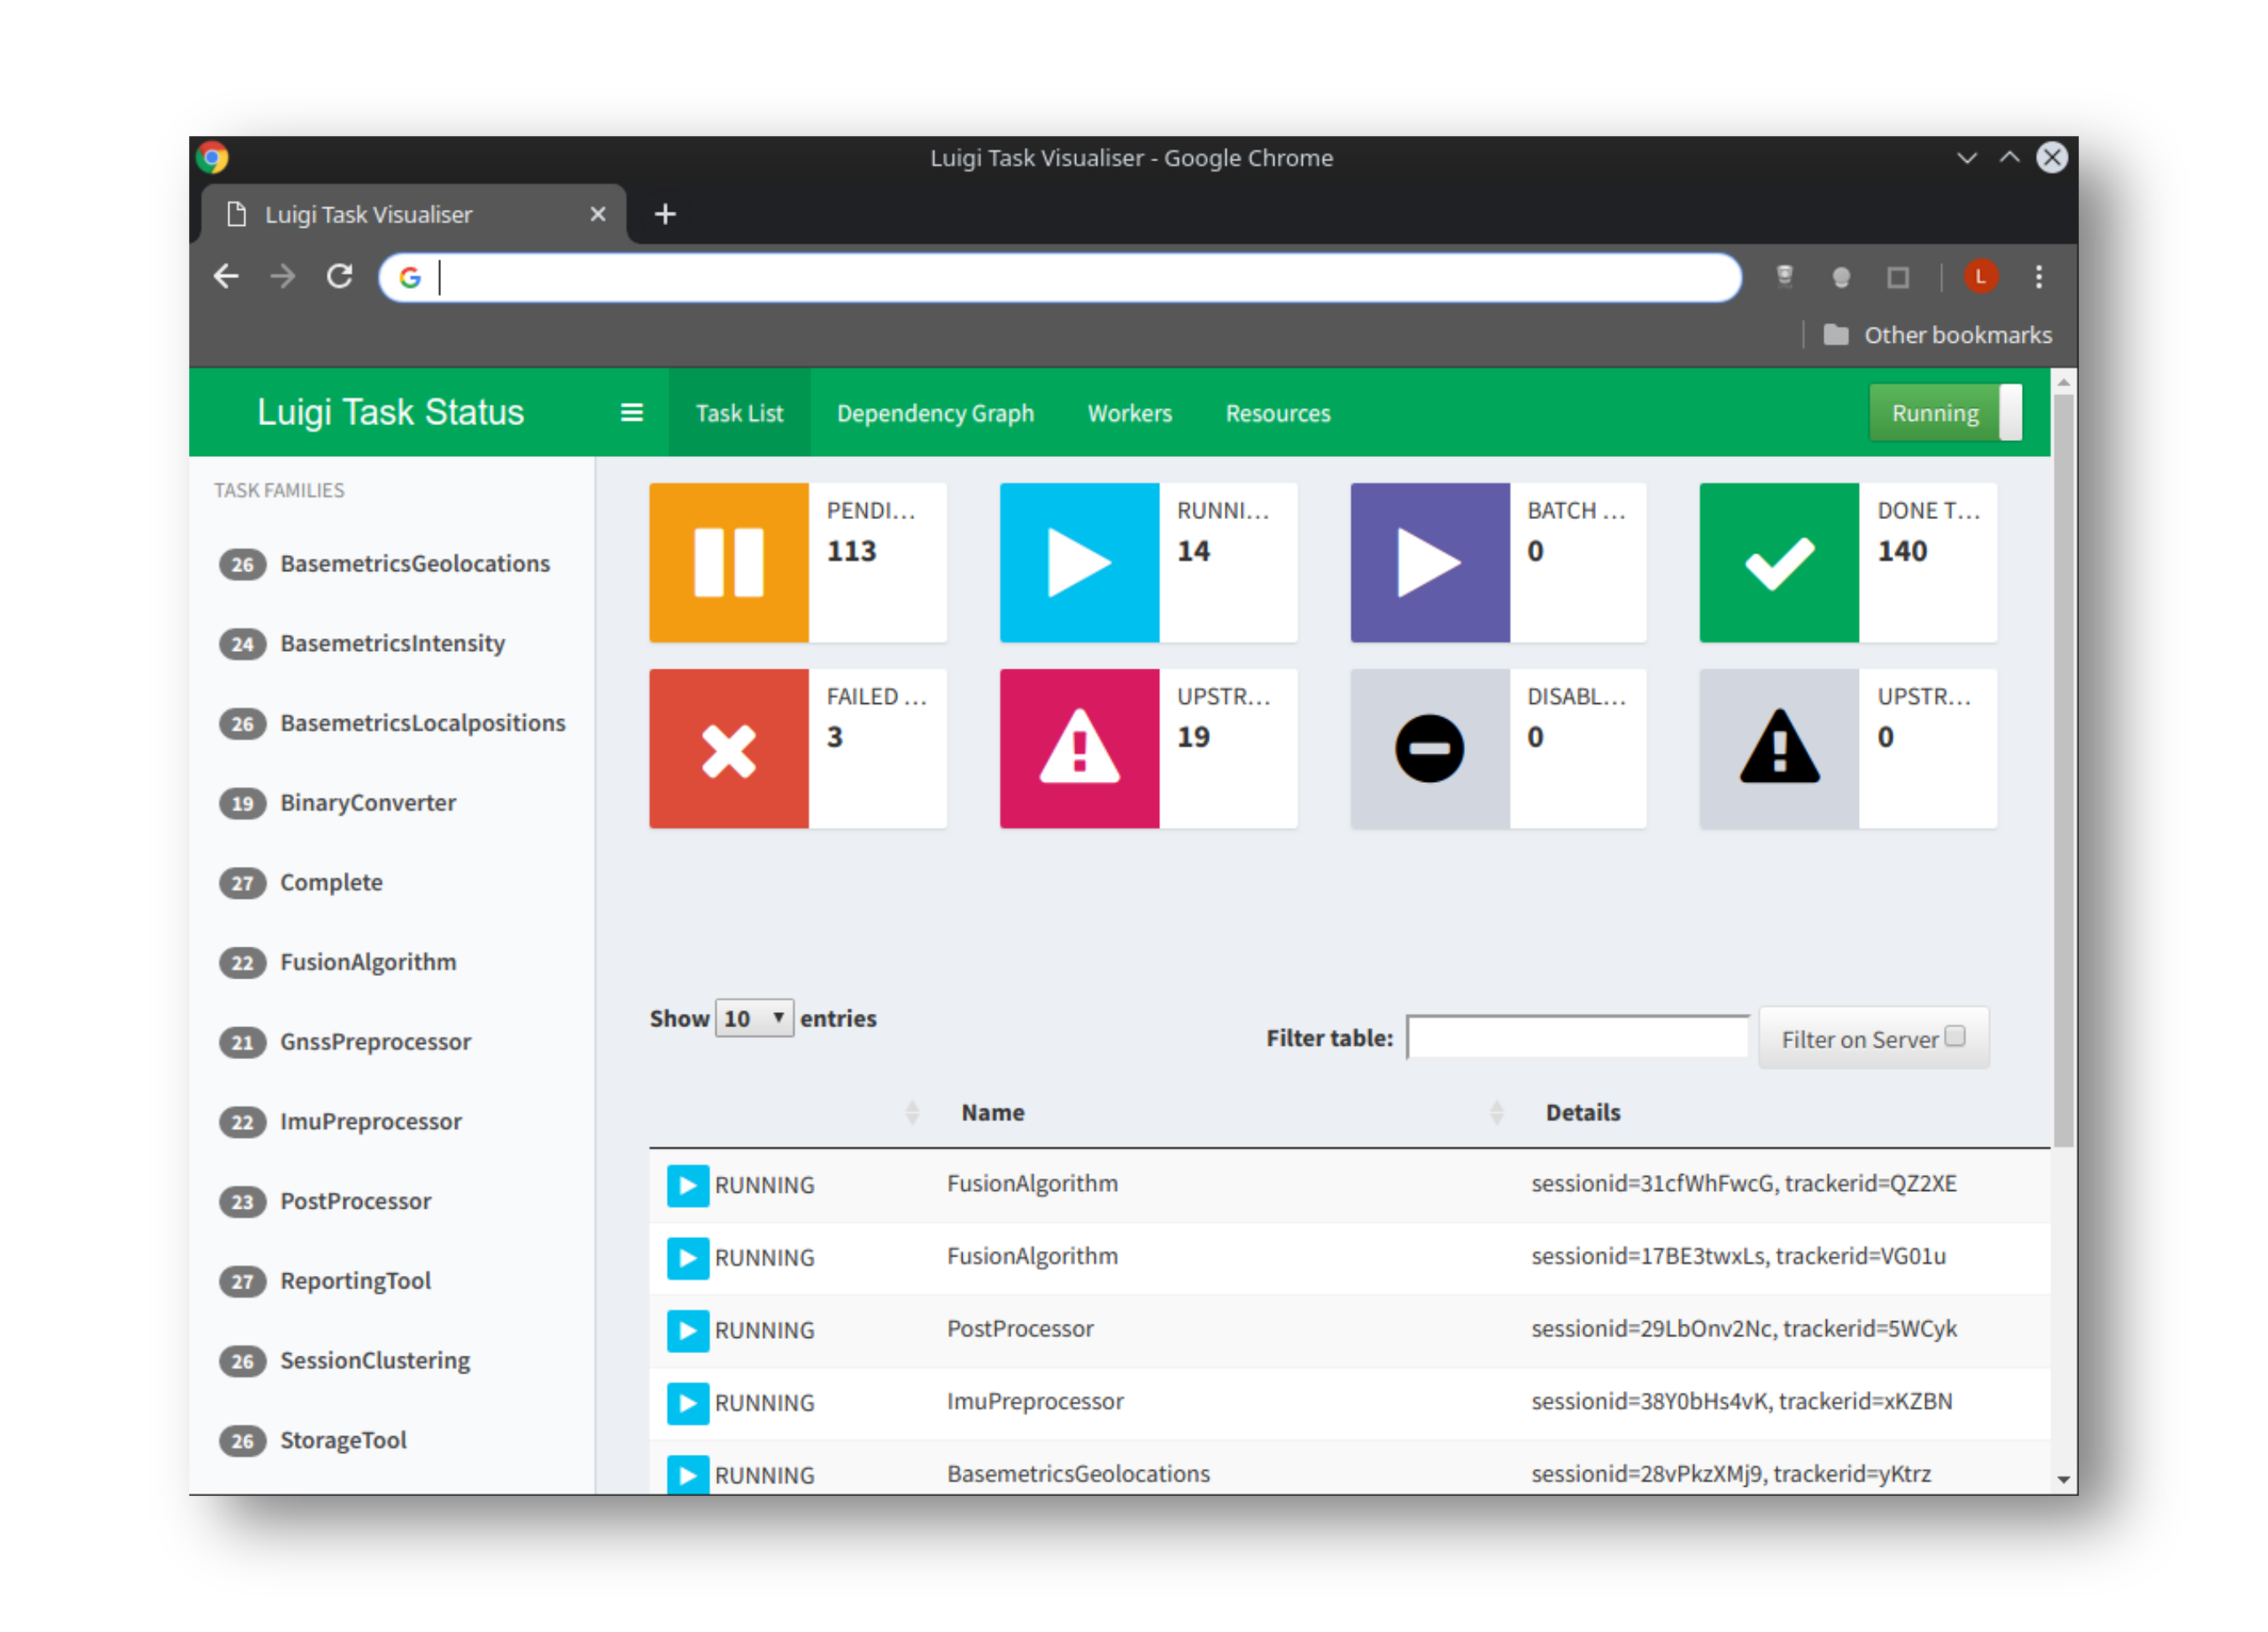 Luigi Task Visualiser - Google Chrome
Luigi Task Visualiser
L
Other bookmarks
Luigi Task Status
Task List Dependency Graph Workers Resources
Running
TASK FAMILIES
26 BasemetricsGeolocations
24 BasemetricsIntensity
26 BasemetricsLocalpositions
19 BinaryConverter
27 Complete
22 FusionAlgorithm
21 GnssPreprocessor
22 ImuPreprocessor
23 PostProcessor
27 ReportingTool
26 SessionClustering
26 StorageTool
PENDI...
113
RUNNI...
14
BATCH ...
0
DONE T...
140
FAILED ...
3
UPSTR...
19
DISABL...
0
UPSTR...
0
Show 10 entries
Filter table:
Filter on Server
Name Details
RUNNING FusionAlgorithm sessionid=31cfWhFwcG, trackerid=QZ2XE
RUNNING FusionAlgorithm sessionid=17BE3twxLs, trackerid=VG01u
RUNNING PostProcessor sessionid=29LbOnv2Nc, trackerid=5WCyk
RUNNING ImuPreprocessor sessionid=38Y0bHs4vK, trackerid=xKZBN
RUNNING BasemetricsGeolocations sessionid=28vPkzXMj9, trackerid=yKtrz